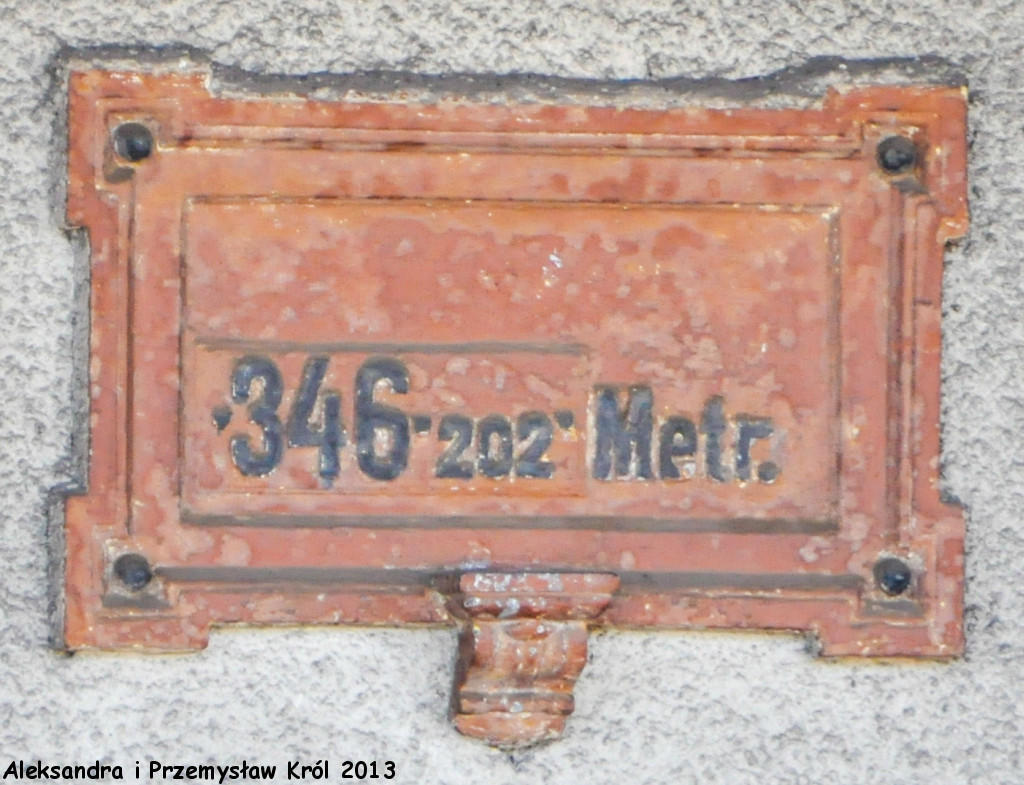 ·346·202· Metr.
Aleksandra i Przemysław Król 2013